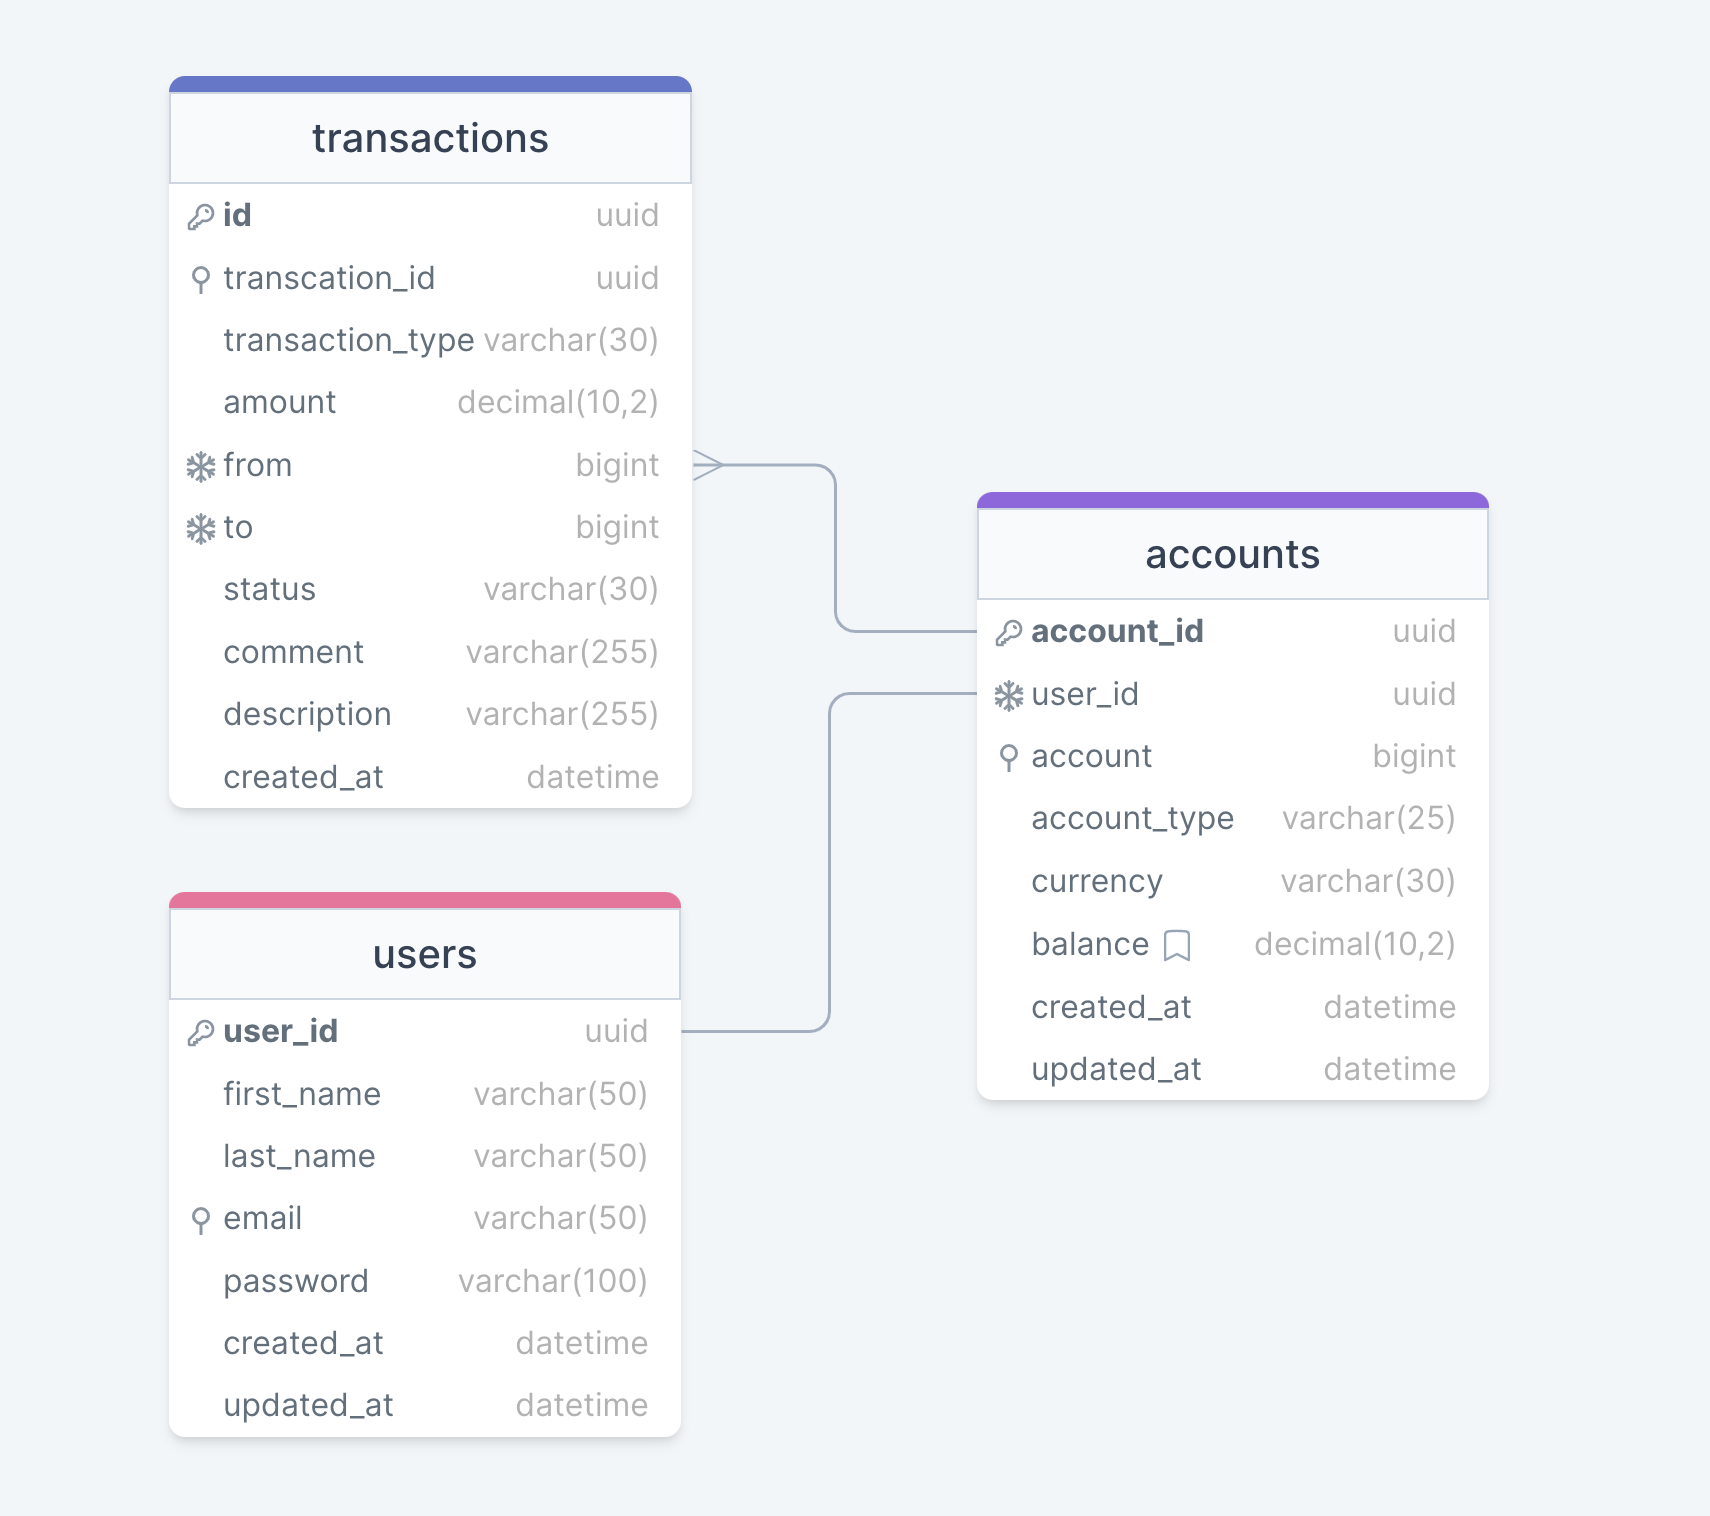 transactions
id uuid
transcation_id uuid
transaction_type varchar(30)
amount decimal(10,2)
from bigint
to bigint
status varchar(30)
comment varchar(255)
description varchar(255)
created_at datetime
accounts
account_id uuid
user_id uuid
account bigint
account_type varchar(25)
currency varchar(30)
balance decimal(10,2)
created_at datetime
updated_at datetime
users
user_id uuid
first_name varchar(50)
last_name varchar(50)
email varchar(50)
password varchar(100)
created_at datetime
updated_at datetime